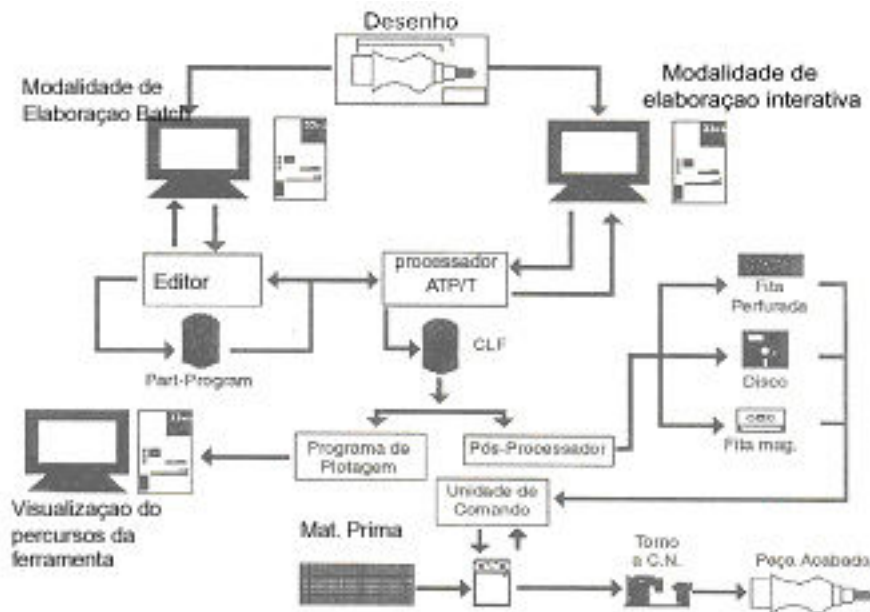 Desenho
Modalidade de
Elaboraçao Batch
Modalidade de
elaboraçao interativa
Editor
processador
ATP/T
Fita
Perfurada
Part-Program
CLF
Disco
Programa de
Plotagem
Pós-Processador
Fita mag.
Visualizaçao do
percursos da
ferramenta
Unidade de
Comando
Mat. Prima
Torno
a C.N.
Peça Acabada